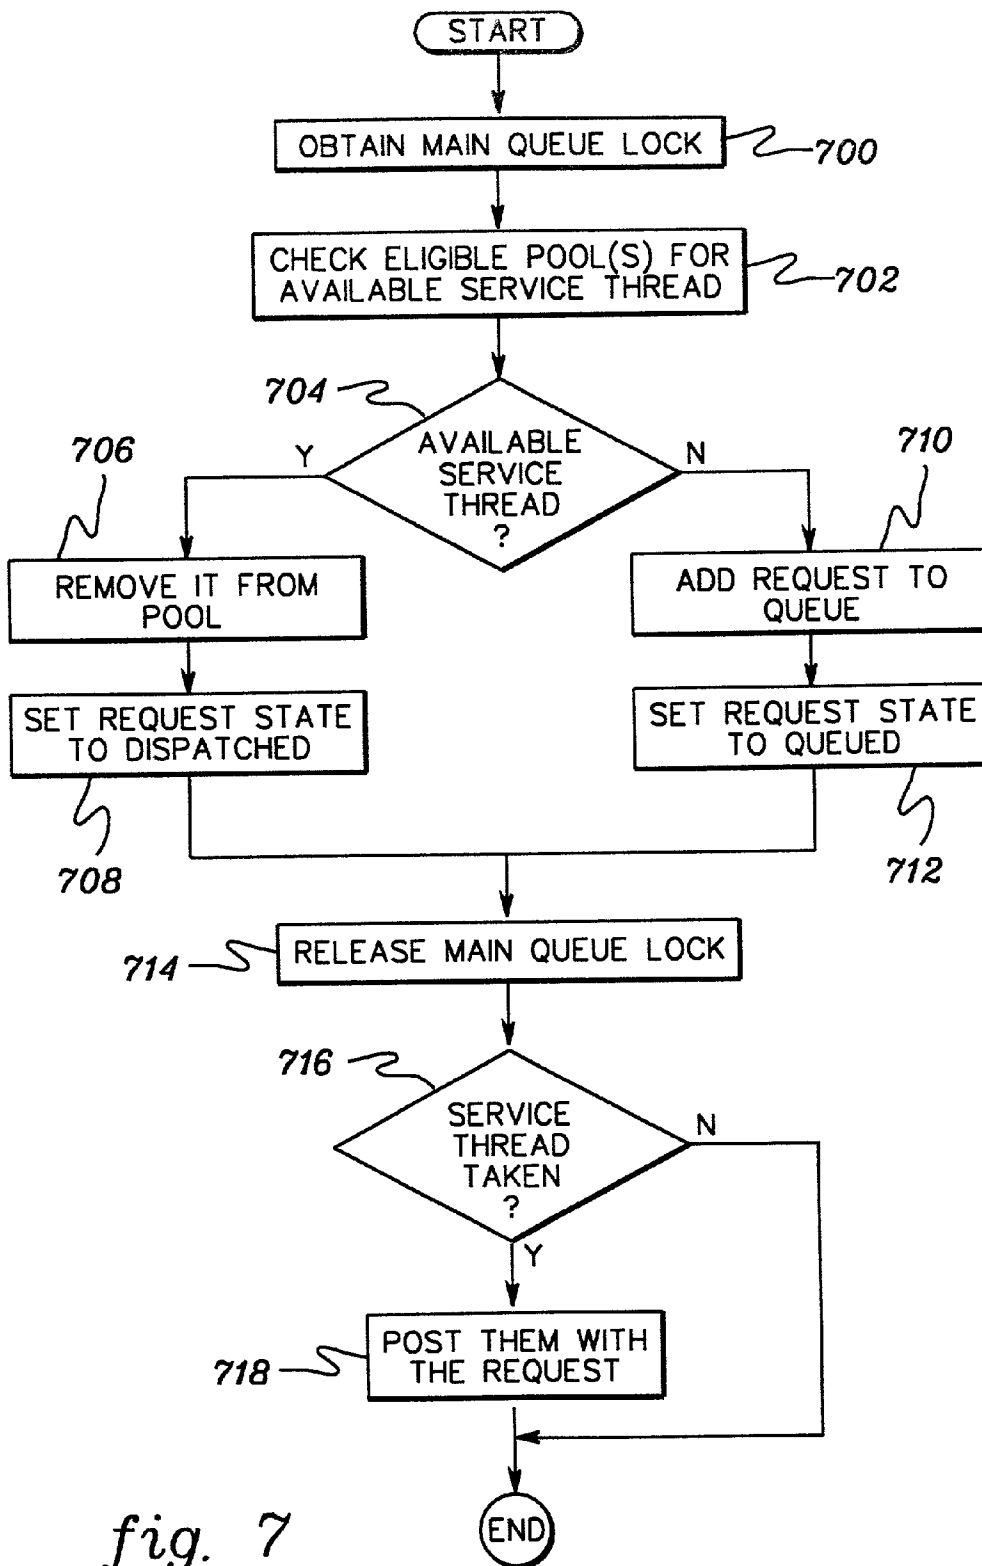 START
OBTAIN MAIN QUEUE LOCK
700
CHECK ELIGIBLE POOL(S) FOR
AVAILABLE SERVICE THREAD
702
704
AVAILABLE
SERVICE
THREAD
?
Y
N
706
710
REMOVE IT FROM
POOL
ADD REQUEST TO
QUEUE
SET REQUEST STATE
TO DISPATCHED
SET REQUEST STATE
TO QUEUED
708
712
RELEASE MAIN QUEUE LOCK
714
716
SERVICE
THREAD
TAKEN
?
N
Y
POST THEM WITH
THE REQUEST
718
END
fig. 7